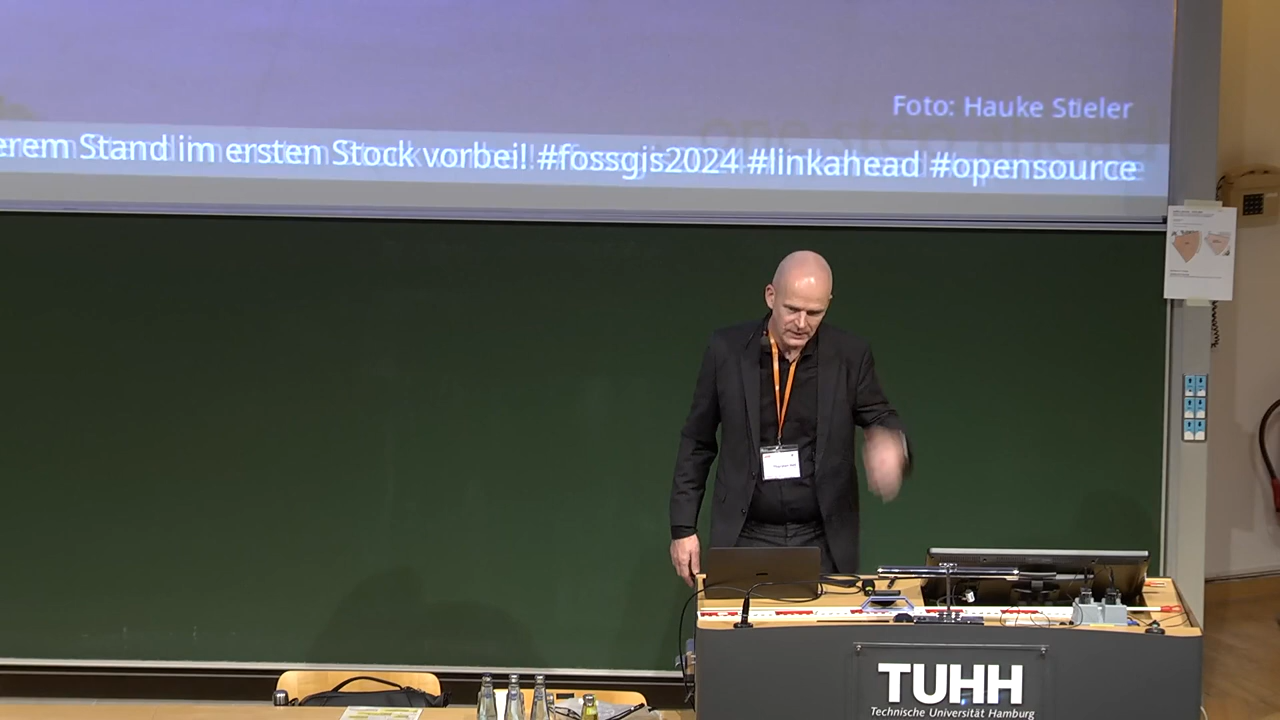 Foto: Hauke Stieler
erem Stand im ersten Stock vorbei! #fossgis2024 #linkahead #opensource
TUHH
Technische Universität Hamburg